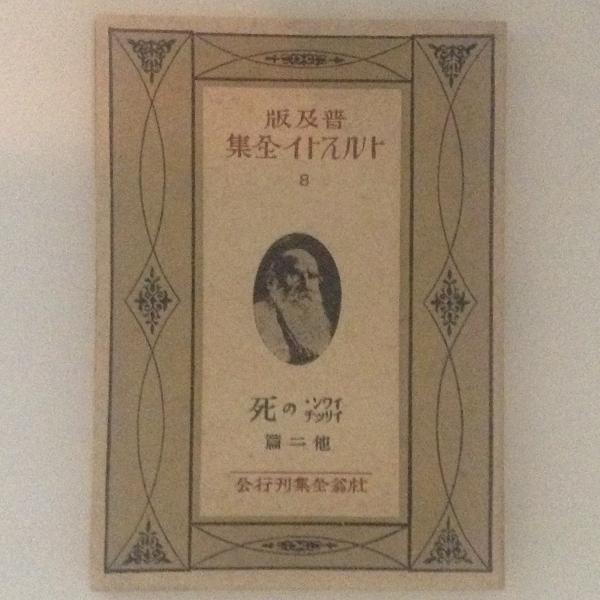 普及版
トルストイ全集
8
イワン・イリッチの死
他二篇
杜翁全集刊行会